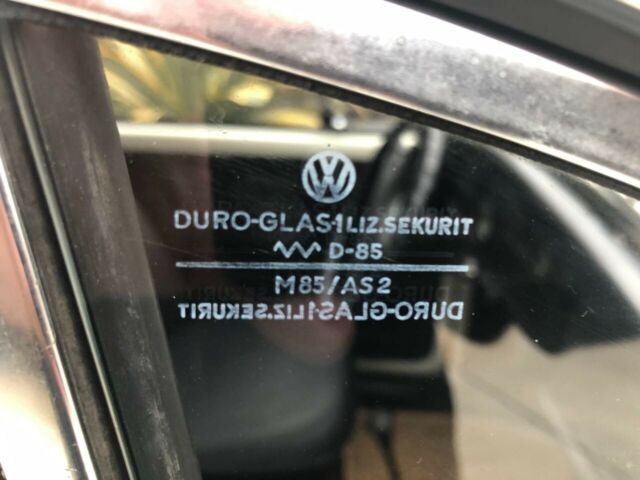 DURO-GLAS-1 LIZ.SEKURIT
D-85
M85/AS2
DURO-GLAS-1 LIZ.SEKURIT